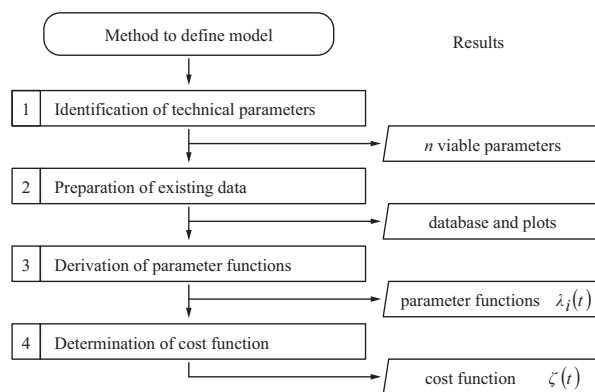 Method to define model
Results
1 Identification of technical parameters
n viable parameters
2 Preparation of existing data
database and plots
3 Derivation of parameter functions
parameter functions λi(t)
4 Determination of cost function
cost function ζ(t)